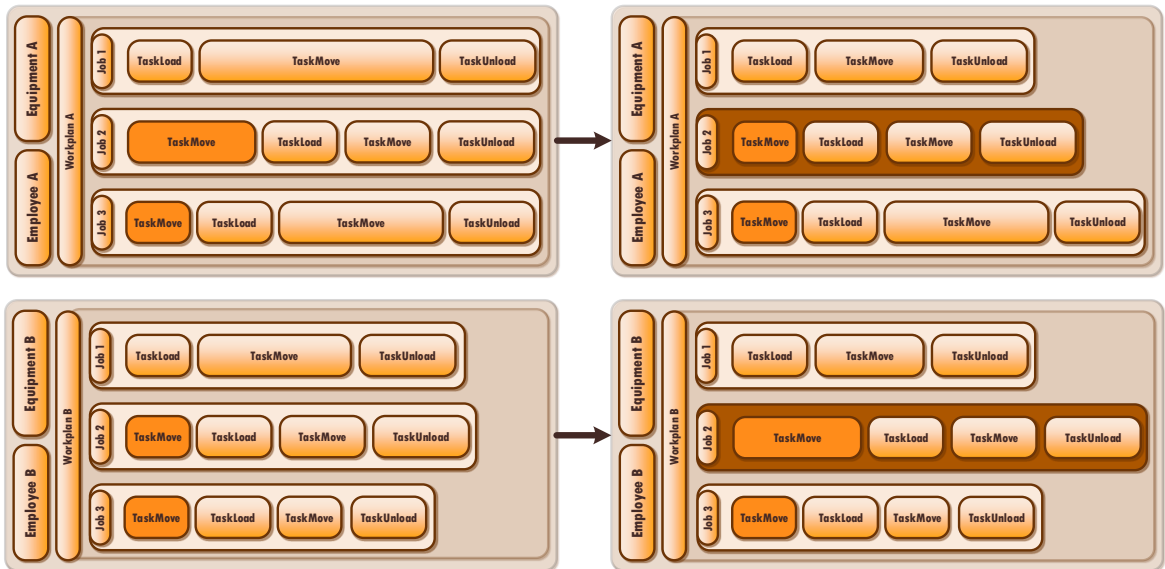 Equipment A
Employee A
Workplan A
Job 1
TaskLoad
TaskMove
TaskUnload
Job 2
TaskMove
TaskLoad
TaskMove
TaskUnload
Job 3
TaskMove
TaskLoad
TaskMove
TaskUnload
Equipment A
Employee A
Workplan A
Job 1
TaskLoad
TaskMove
TaskUnload
Job 2
TaskMove
TaskLoad
TaskMove
TaskUnload
Job 3
TaskMove
TaskLoad
TaskMove
TaskUnload
Equipment B
Employee B
Workplan B
Job 1
TaskLoad
TaskMove
TaskUnload
Job 2
TaskMove
TaskLoad
TaskMove
TaskUnload
Job 3
TaskMove
TaskLoad
TaskMove
TaskUnload
Equipment B
Employee B
Workplan B
Job 1
TaskLoad
TaskMove
TaskUnload
Job 2
TaskMove
TaskLoad
TaskMove
TaskUnload
Job 3
TaskMove
TaskLoad
TaskMove
TaskUnload